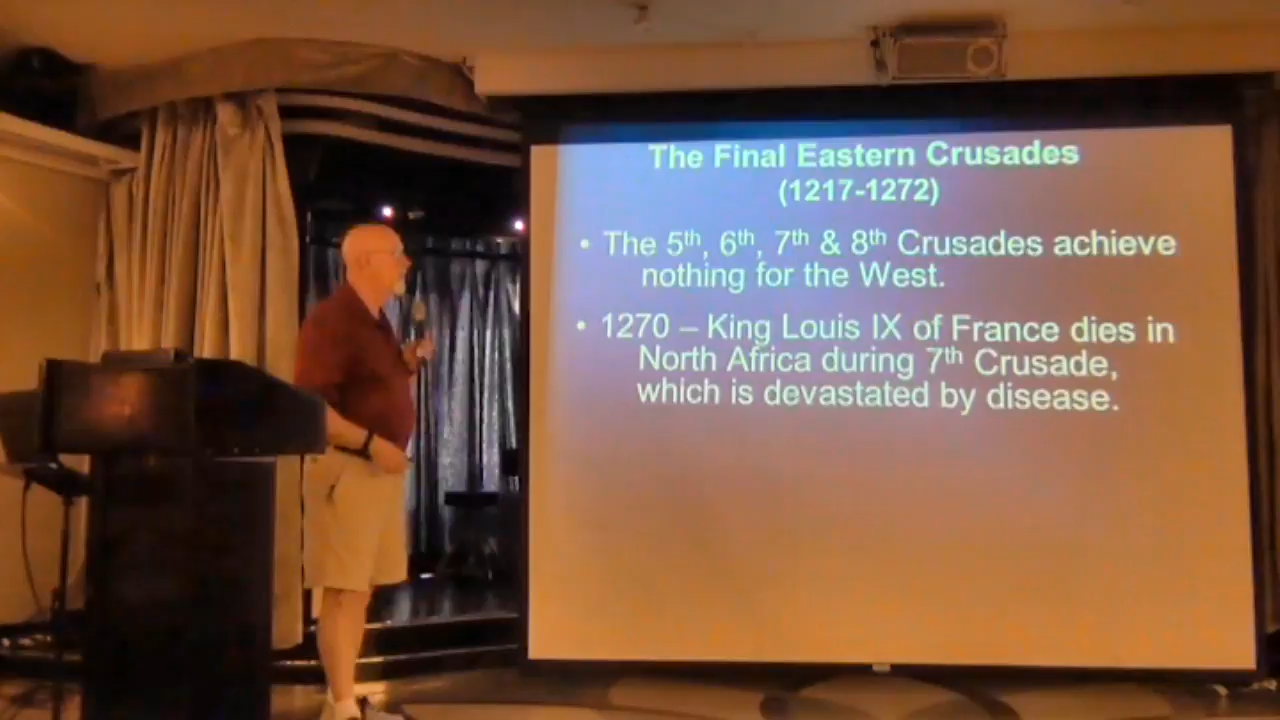 The Final Eastern Crusades
(1217-1272)
• The 5th, 6th, 7th & 8th Crusades achieve
nothing for the West.
• 1270 – King Louis IX of France dies in
North Africa during 7th Crusade,
which is devastated by disease.